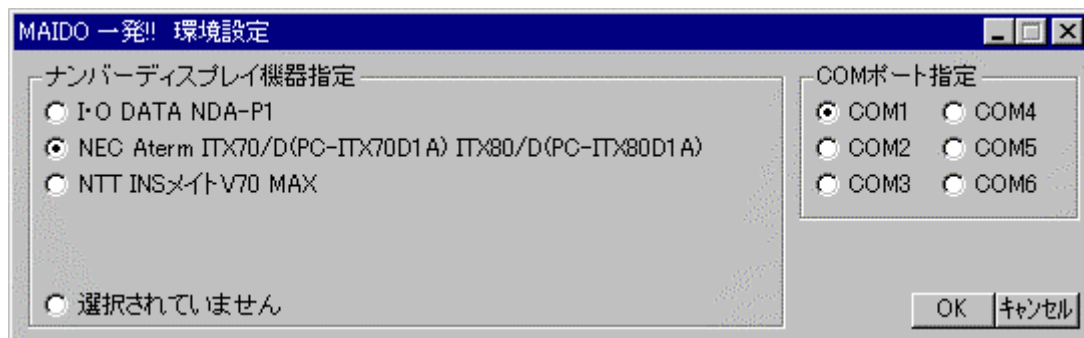 MAIDO 一発!! 環境設定
ナンバーディスプレイ機器指定
I・O DATA NDA-P1
NEC Aterm ITX70/D(PC-ITX70D1A) ITX80/D(PC-ITX80D1A)
NTT INSメイトV70 MAX
選択されていません
COMポート指定
COM1 COM4
COM2 COM5
COM3 COM6
OK キャンセル